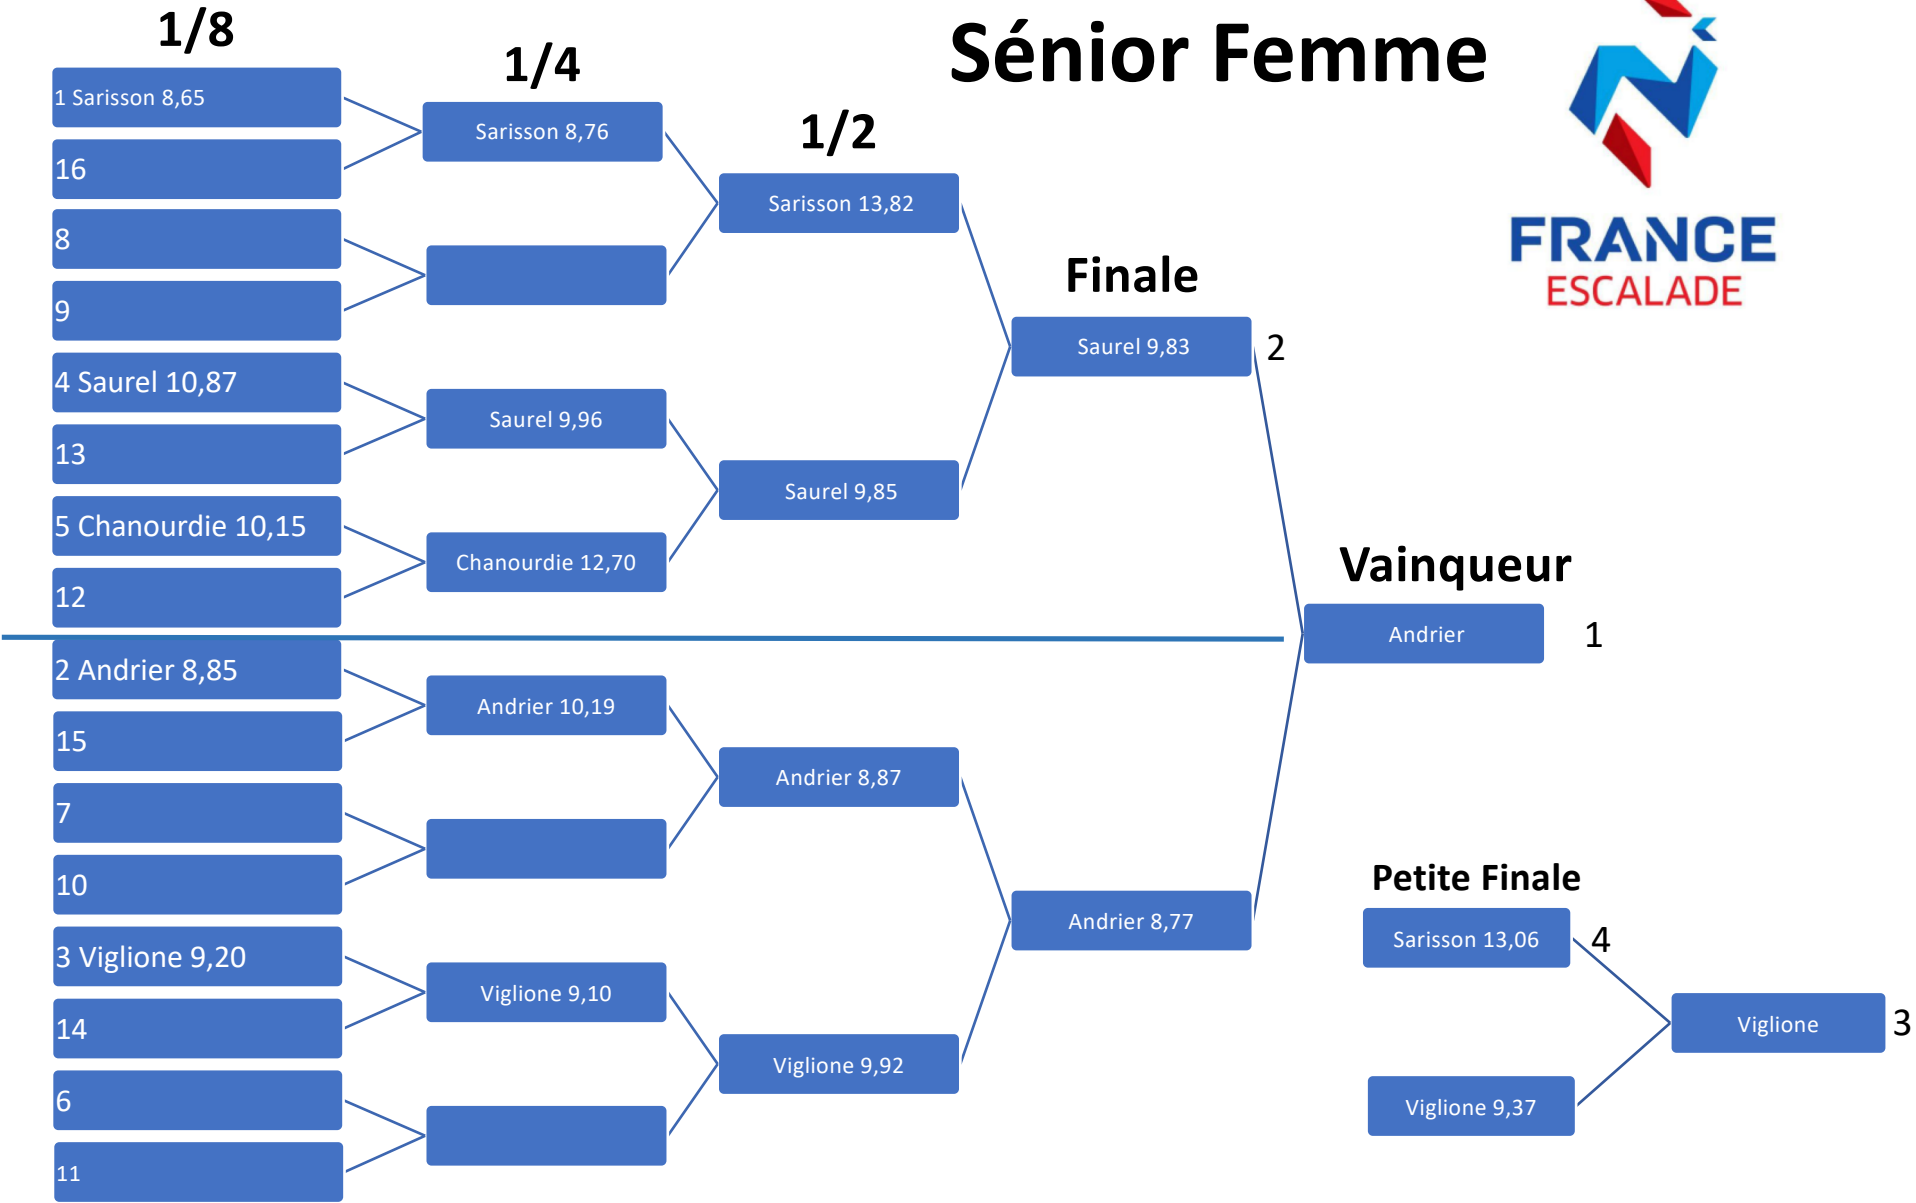 Sénior Femme
FRANCE
ESCALADE
1/8
1 Sarisson 8,65
16
8
9
4 Saurel 10,87
13
5 Chanourdie 10,15
12
2 Andrier 8,85
15
7
10
3 Viglione 9,20
14
6
11
1/4
Sarisson 8,76
Saurel 9,96
Chanourdie 12,70
Andrier 10,19
Viglione 9,10
1/2
Sarisson 13,82
Saurel 9,85
Andrier 8,87
Viglione 9,92
Finale
Saurel 9,83
2
Andrier 8,77
Vainqueur
Andrier
1
Petite Finale
Sarisson 13,06
4
Viglione 9,37
Viglione
3